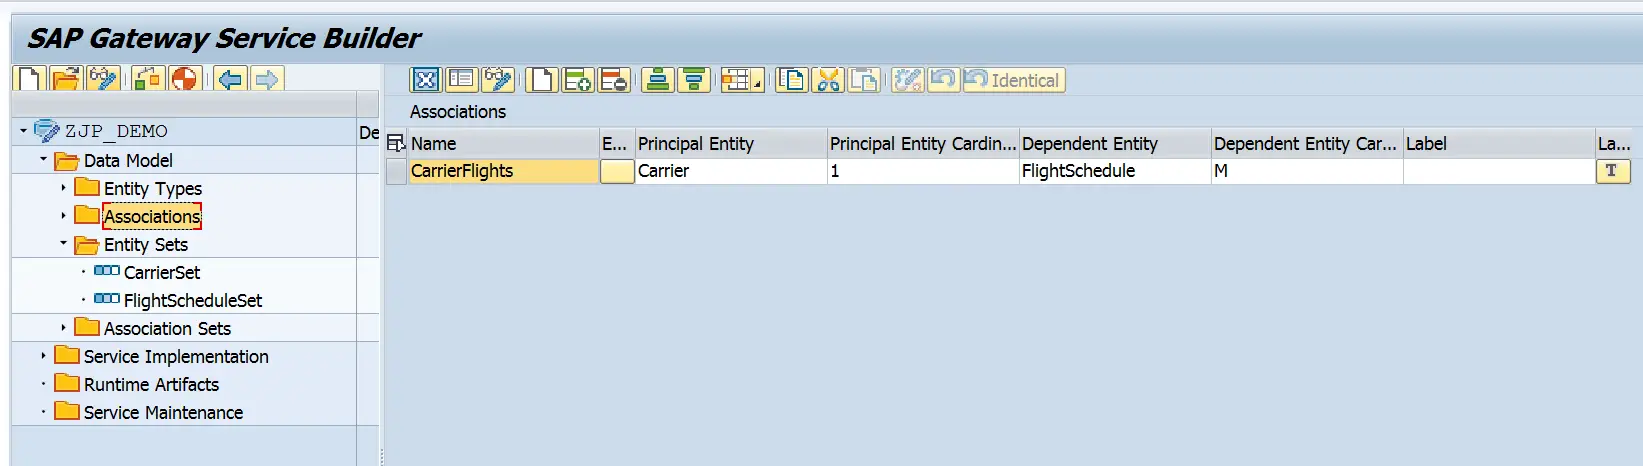 SAP Gateway Service Builder
Identical
ZJP_DEMO De
Data Model
Entity Types
Associations
Entity Sets
CarrierSet
FlightScheduleSet
Association Sets
Service Implementation
Runtime Artifacts
Service Maintenance
Associations
Name E... Principal Entity Principal Entity Cardin... Dependent Entity Dependent Entity Car... Label La...
CarrierFlights Carrier 1 FlightSchedule M T